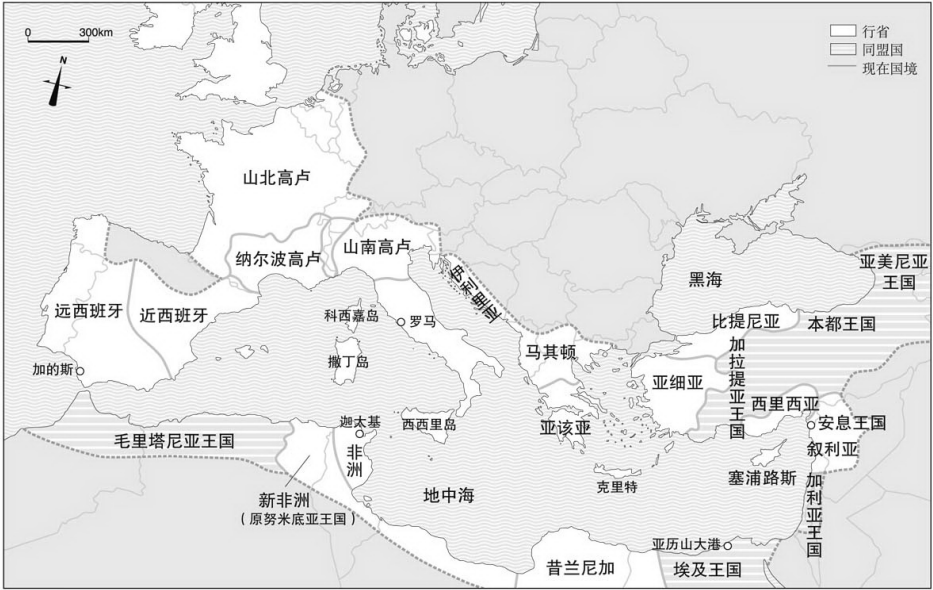 0 300km
N
行省
同盟国
现在国境
山北高卢
纳尔波高卢
山南高卢
伊利里亚
黑海
亚美尼亚
王国
远西班牙
近西班牙
科西嘉岛
罗马
比提尼亚
本都王国
撒丁岛
马其顿
加拉提亚王国
亚细亚
加的斯
西里西亚
迦太基
西西里岛
亚该亚
安息王国
毛里塔尼亚王国
非洲
叙利亚
塞浦路斯
克里特
地中海
新非洲
(原努米底亚王国)
加利亚王国
亚历山大港
昔兰尼加
埃及王国